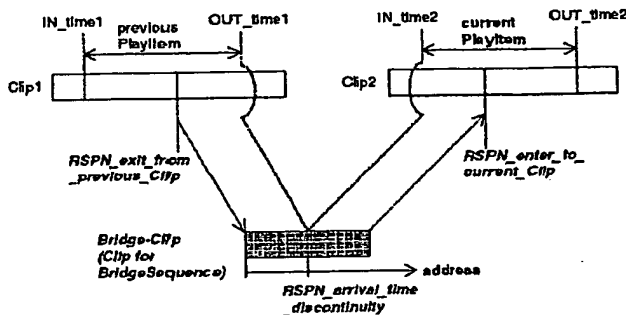 IN_time1
previous
PlayItem
OUT_time1
IN_time2
current
PlayItem
OUT_time2
Clip1
Clip2
RSPN_exit_from
_previous_Clip
RSPN_enter_to_
current_Clip
Bridge-Clip
(Clip for
BridgeSequence)
address
RSPN_arrival_time
_discontinuity